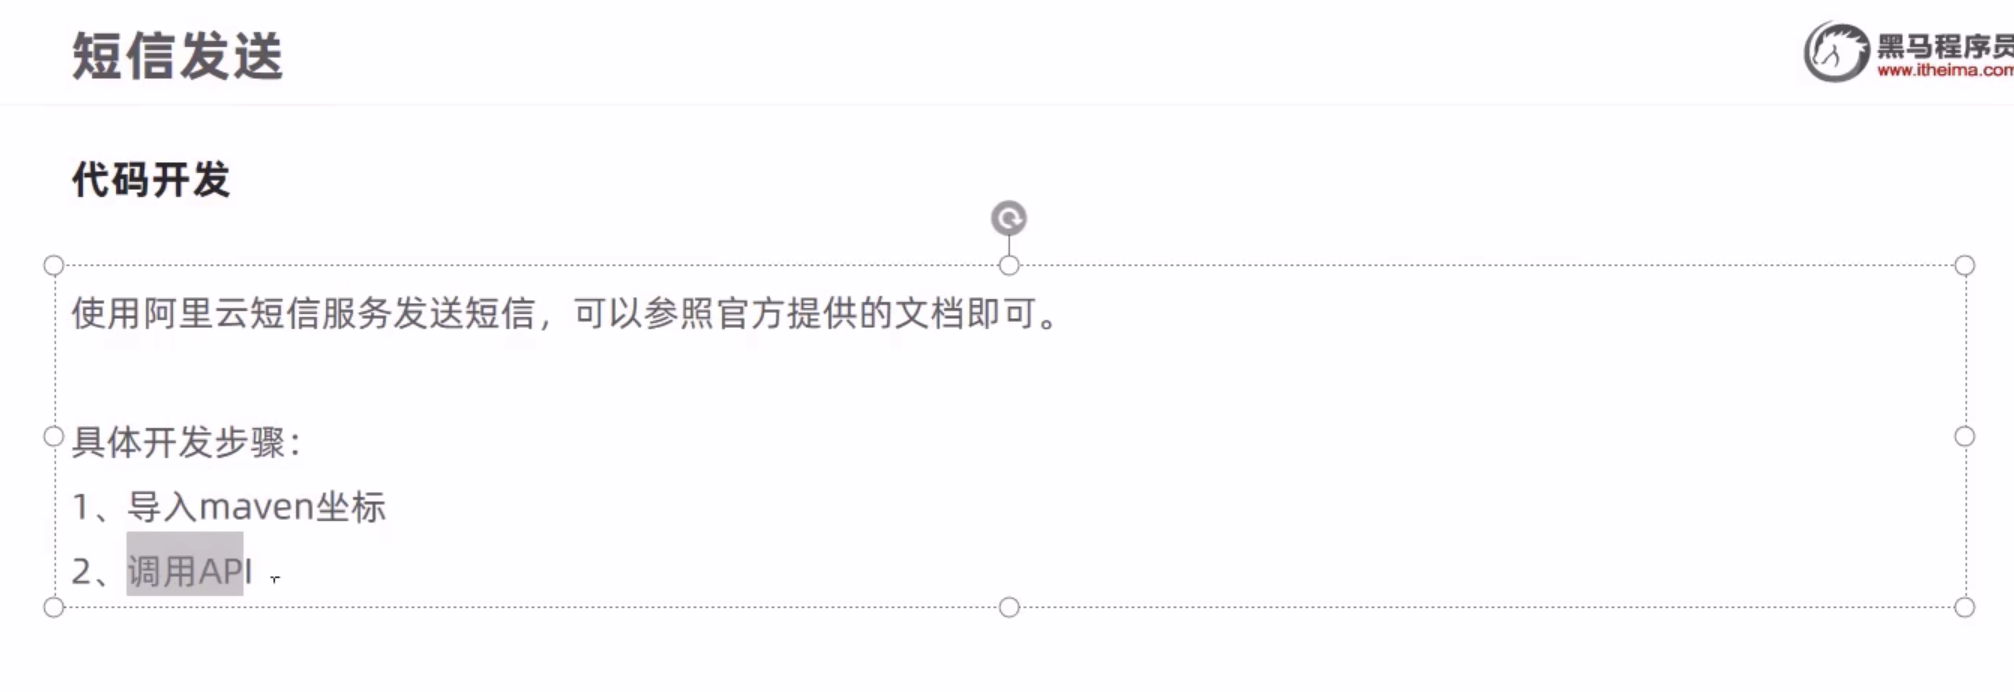 短信发送
黑马程序员
www.itheima.com
代码开发
使用阿里云短信服务发送短信，可以参照官方提供的文档即可。
具体开发步骤：
1、导入maven坐标
2、调用API